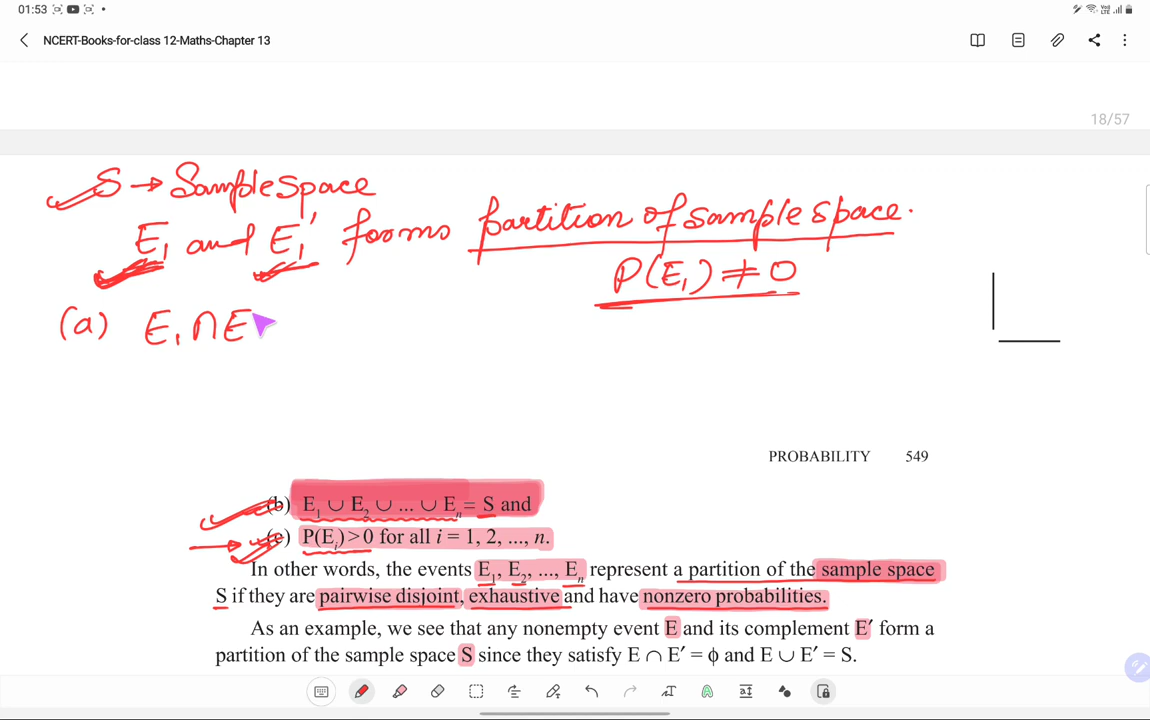 01:53
NCERT-Books-for-class 12-Maths-Chapter 13
18/57
S → Sample Space
E₁ and E₁' forms partition of sample space.
P(E₁) ≠ 0
(a) E₁ ∩ E
PROBABILITY 549
(b) E₁ ∪ E₂ ∪ ... ∪ Eₙ = S and
(c) P(Eᵢ) > 0 for all i = 1, 2, ..., n.
In other words, the events E₁, E₂, ..., Eₙ represent a partition of the sample space
S if they are pairwise disjoint, exhaustive and have nonzero probabilities.
As an example, we see that any nonempty event E and its complement E′ form a
partition of the sample space S since they satisfy E ∩ E′ = φ and E ∪ E′ = S.